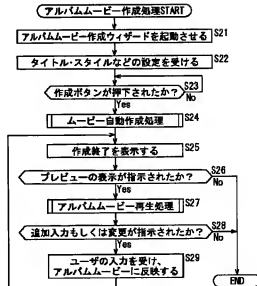 アルバムムービー作成処理START
アルバムムービー作成ウィザードを起動させる S21
タイトル・スタイルなどの設定を受ける S22
作成ボタンが押下されたか? S23
No
Yes
ムービー自動作成処理 S24
作成終了を表示する S25
プレビューの表示が指示されたか? S26
No
Yes
アルバムムービー再生処理 S27
追加入力もしくは変更が指示されたか? S28
No
Yes
ユーザの入力を受け、 S29
アルバムムービーに反映する
END